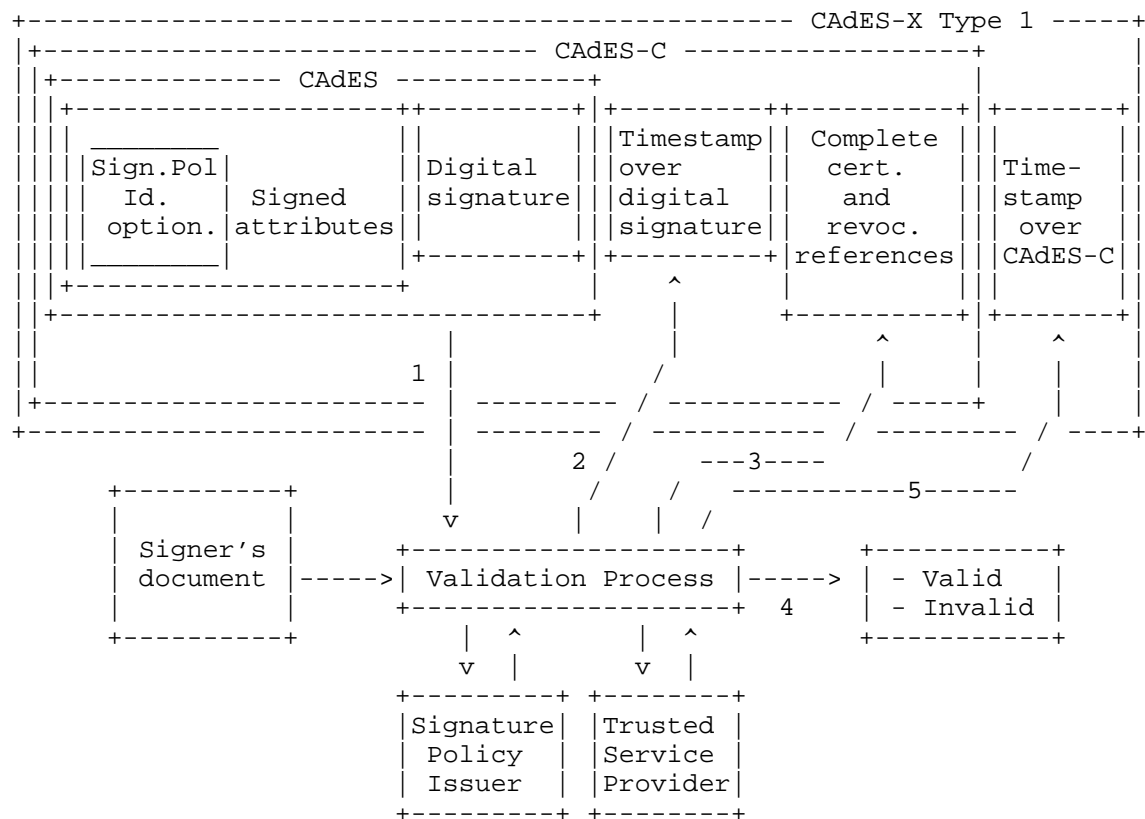 CAdES-X Type 1
CAdES-C
CAdES
Timestamp Complete
Sign.Pol Digital over cert. Time-
Id. Signed signature digital and stamp
option. attributes signature revoc. over
references CAdES-C
1
2 3
5
Signer's
document Validation Process - Valid
4 - Invalid
v v
Signature Trusted
Policy Service
Issuer Provider